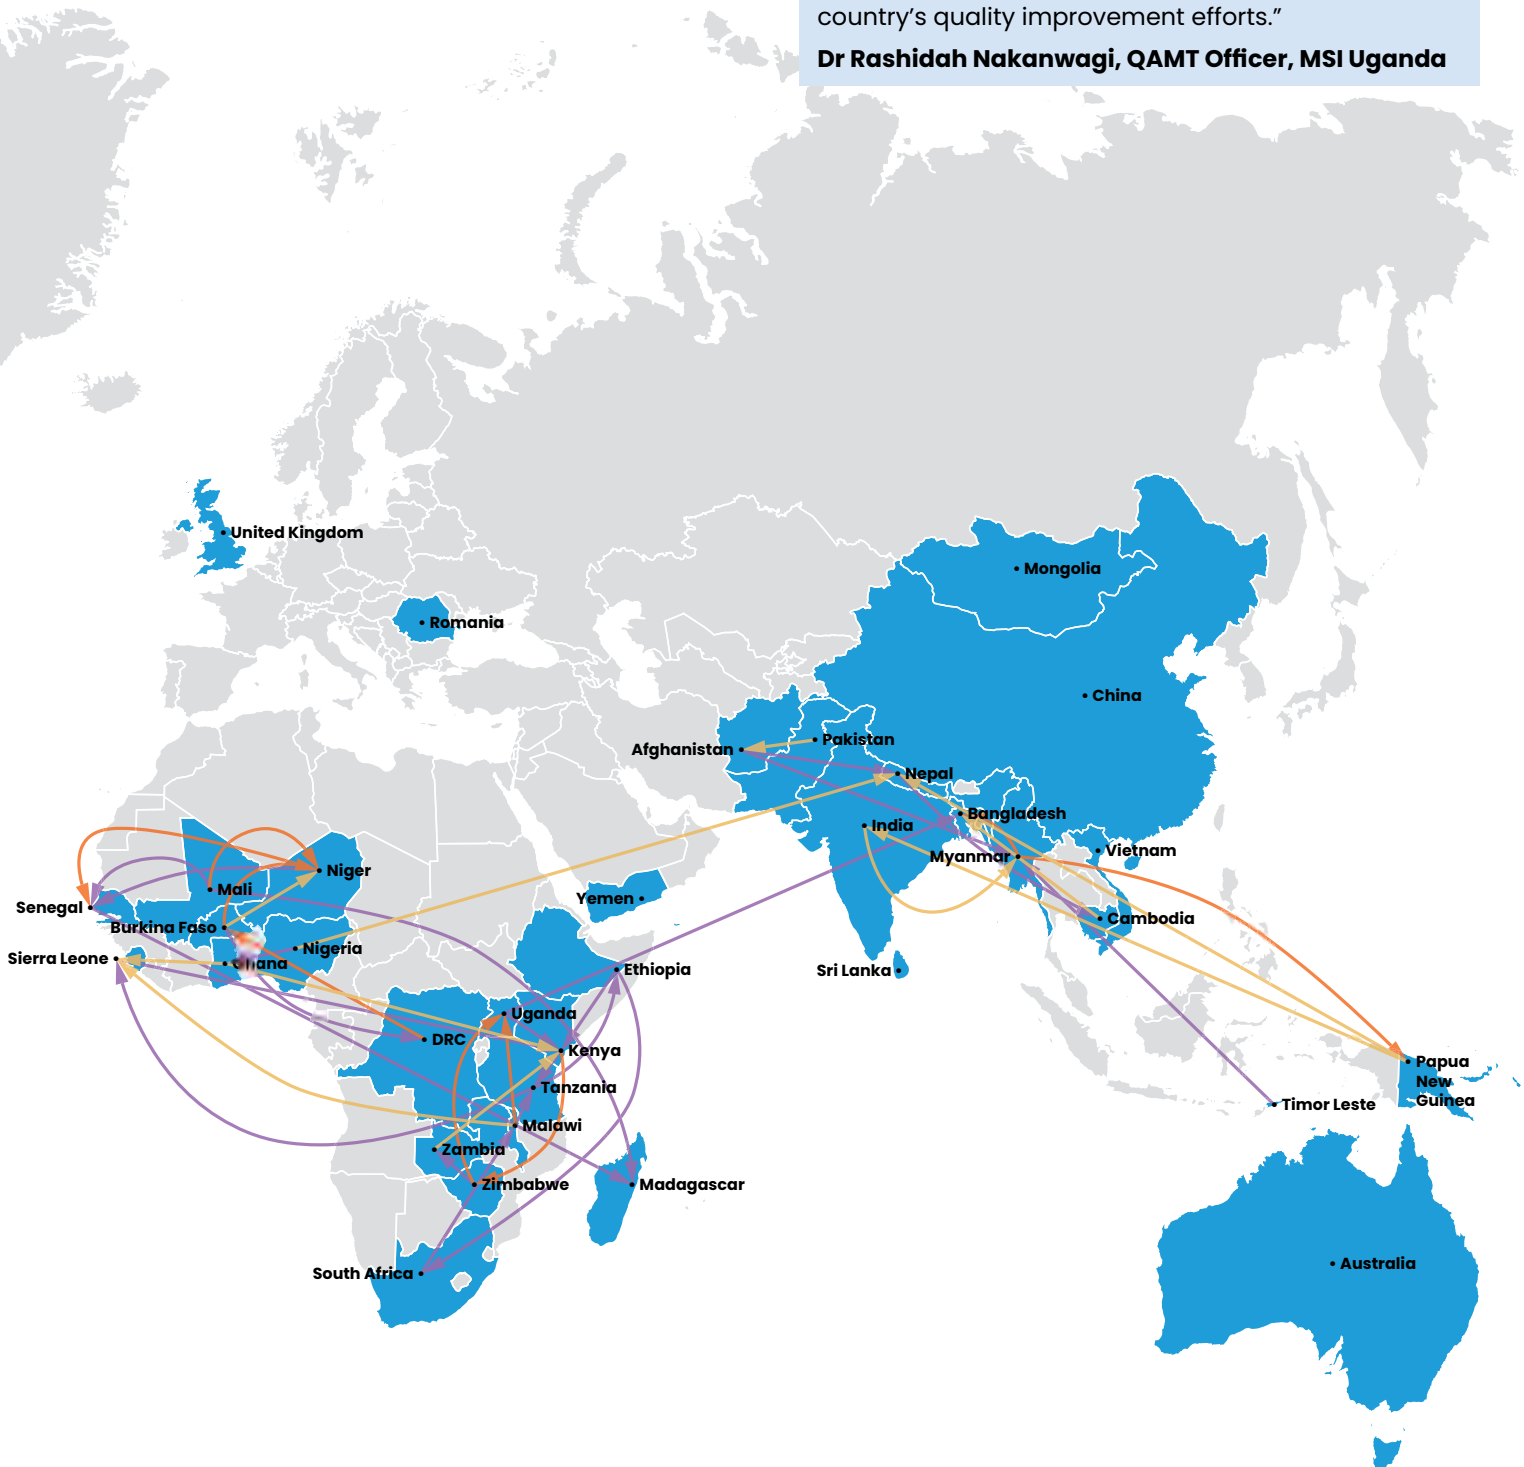 country’s quality improvement efforts.”
Dr Rashidah Nakanwagi, QAMT Officer, MSI Uganda
United Kingdom
Mongolia
Romania
China
Afghanistan
Pakistan
Nepal
Bangladesh
India
Myanmar
Vietnam
Niger
Mali
Yemen
Senegal
Burkina Faso
Cambodia
Nigeria
Sierra Leone
Ethiopia
Sri Lanka
Uganda
DRC
Kenya
Papua
New
Guinea
Tanzania
Timor Leste
Malawi
Zambia
Zimbabwe
Madagascar
Australia
South Africa